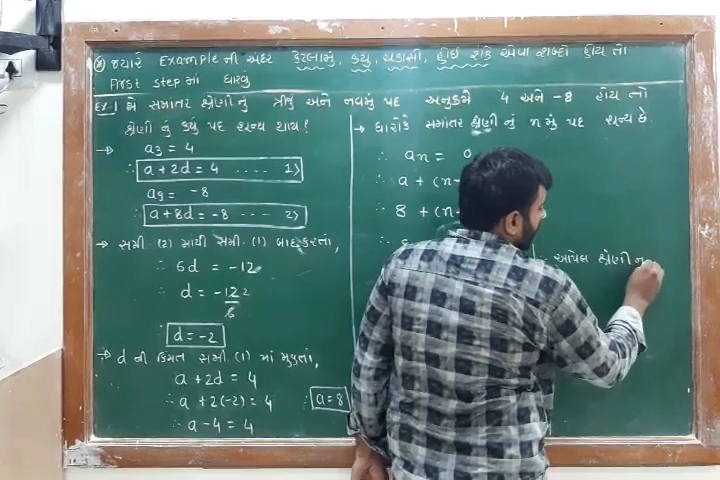 * જયારે Example ની અંદર કેટલામું, કયું, ચકાસો, હોઈ શકે એવા શબ્દો હોય તો
First step માં ધારવું
Ex-1 જે સમાંતર શ્રેણીનું ત્રીજું અને નવમું પદ અનુક્રમે 4 અને -8 હોય તો
શ્રેણી નું કયું પદ શૂન્ય થાય?
→ a3 = 4
∴ a + 2d = 4 .... 1)
a9 = -8
∴ a + 8d = -8 ---- 2)
→ સમી (2) માથી સમી (1) બાદ કરતાં,
∴ 6d = -12
∴ d = -12 2
6
∴ d = -2
→ d ની કિંમત સમી (1) માં મુકતાં,
a + 2d = 4
∴ a + 2(-2) = 4
∴ a - 4 = 4
∴ a = 8
→ ધારોકે સમાંતર શ્રેણી નું n મું પદ શૂન્ય છે.
∴ an =
∴ a + (n-
∴ 8 + (n-
∴
∴ આપેલ શ્રેણી ન